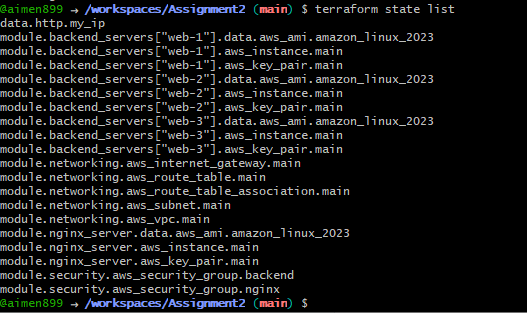 @aimen899 → /workspaces/Assignment2 (main) $ terraform state list
data.http.my_ip
module.backend_servers["web-1"].data.aws_ami.amazon_linux_2023
module.backend_servers["web-1"].aws_instance.main
module.backend_servers["web-1"].aws_key_pair.main
module.backend_servers["web-2"].data.aws_ami.amazon_linux_2023
module.backend_servers["web-2"].aws_instance.main
module.backend_servers["web-2"].aws_key_pair.main
module.backend_servers["web-3"].data.aws_ami.amazon_linux_2023
module.backend_servers["web-3"].aws_instance.main
module.backend_servers["web-3"].aws_key_pair.main
module.networking.aws_internet_gateway.main
module.networking.aws_route_table.main
module.networking.aws_route_table_association.main
module.networking.aws_subnet.main
module.networking.aws_vpc.main
module.nginx_server.data.aws_ami.amazon_linux_2023
module.nginx_server.aws_instance.main
module.nginx_server.aws_key_pair.main
module.security.aws_security_group.backend
module.security.aws_security_group.nginx
@aimen899 → /workspaces/Assignment2 (main) $